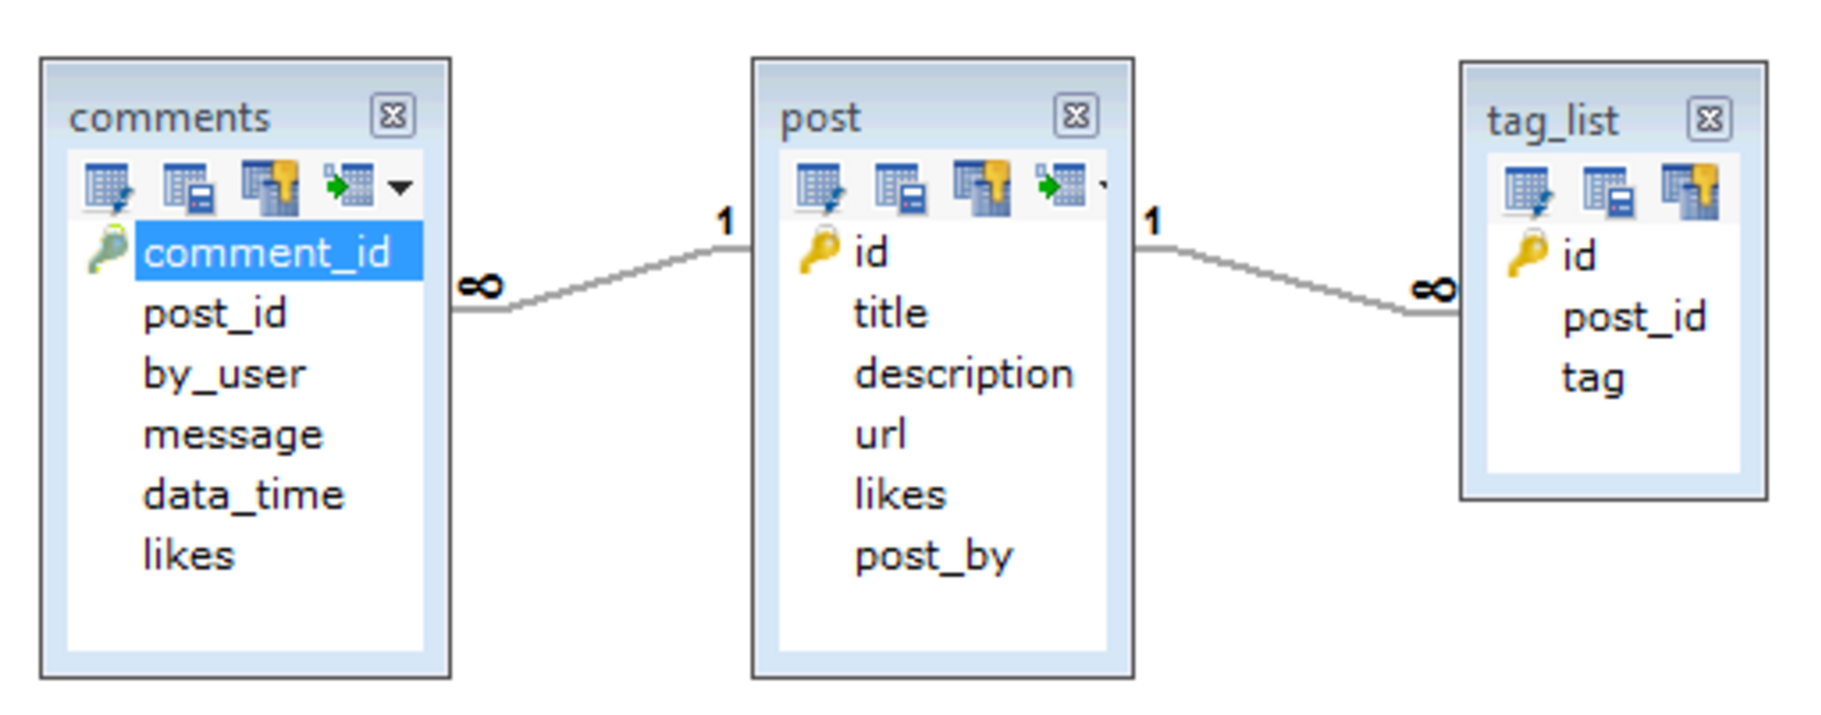 comments
comment_id
post_id
by_user
message
data_time
likes
∞
1
post
id
title
description
url
likes
post_by
1
∞
tag_list
id
post_id
tag